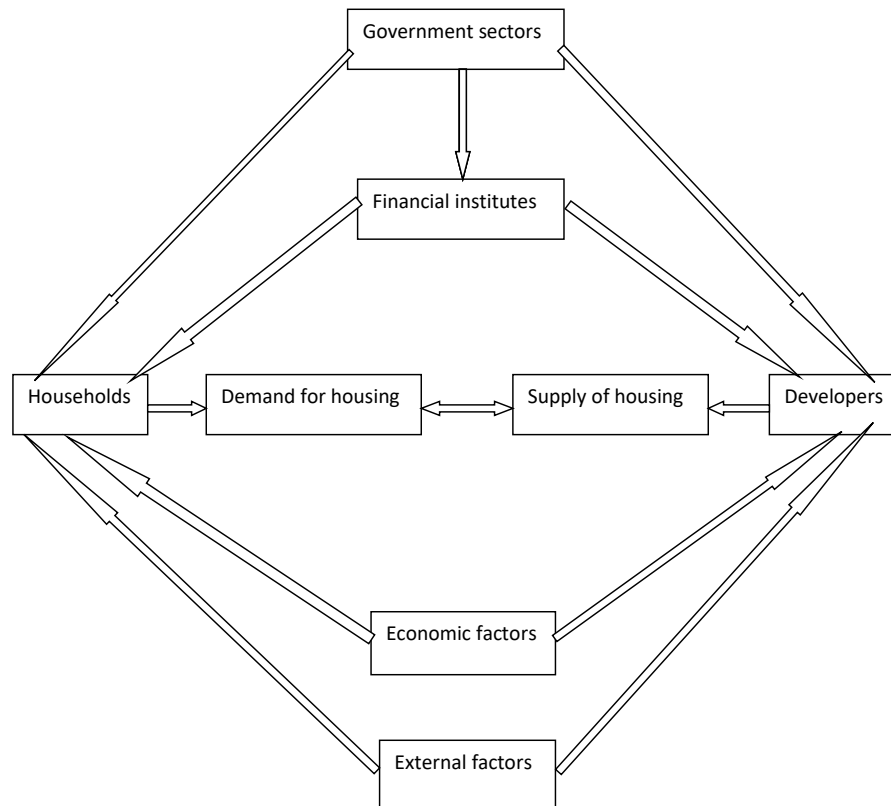 Government sectors
Financial institutes
Households
Demand for housing
Supply of housing
Developers
Economic factors
External factors